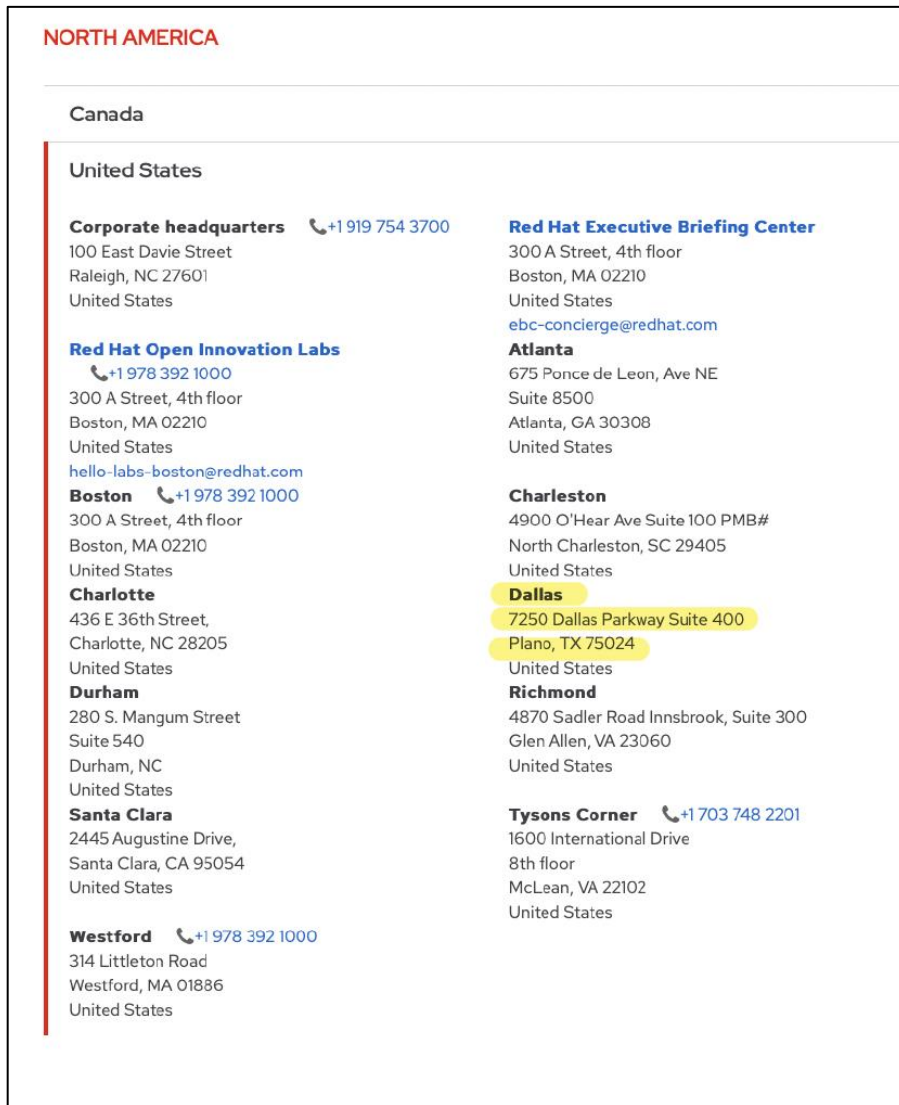 NORTH AMERICA
Canada
United States
Corporate headquarters +1 919 754 3700
100 East Davie Street
Raleigh, NC 27601
United States
Red Hat Executive Briefing Center
300 A Street, 4th floor
Boston, MA 02210
United States
ebc-concierge@redhat.com
Red Hat Open Innovation Labs
+1 978 392 1000
300 A Street, 4th floor
Boston, MA 02210
United States
hello-labs-boston@redhat.com
Atlanta
675 Ponce de Leon, Ave NE
Suite 8500
Atlanta, GA 30308
United States
Boston +1 978 392 1000
300 A Street, 4th floor
Boston, MA 02210
United States
Charleston
4900 O'Hear Ave Suite 100 PMB#
North Charleston, SC 29405
United States
Charlotte
436 E 36th Street,
Charlotte, NC 28205
United States
Dallas
7250 Dallas Parkway Suite 400
Plano, TX 75024
United States
Durham
280 S. Mangum Street
Suite 540
Durham, NC
United States
Richmond
4870 Sadler Road Innsbrook, Suite 300
Glen Allen, VA 23060
United States
Santa Clara
2445 Augustine Drive,
Santa Clara, CA 95054
United States
Tysons Corner +1 703 748 2201
1600 International Drive
8th floor
McLean, VA 22102
United States
Westford +1 978 392 1000
314 Littleton Road
Westford, MA 01886
United States